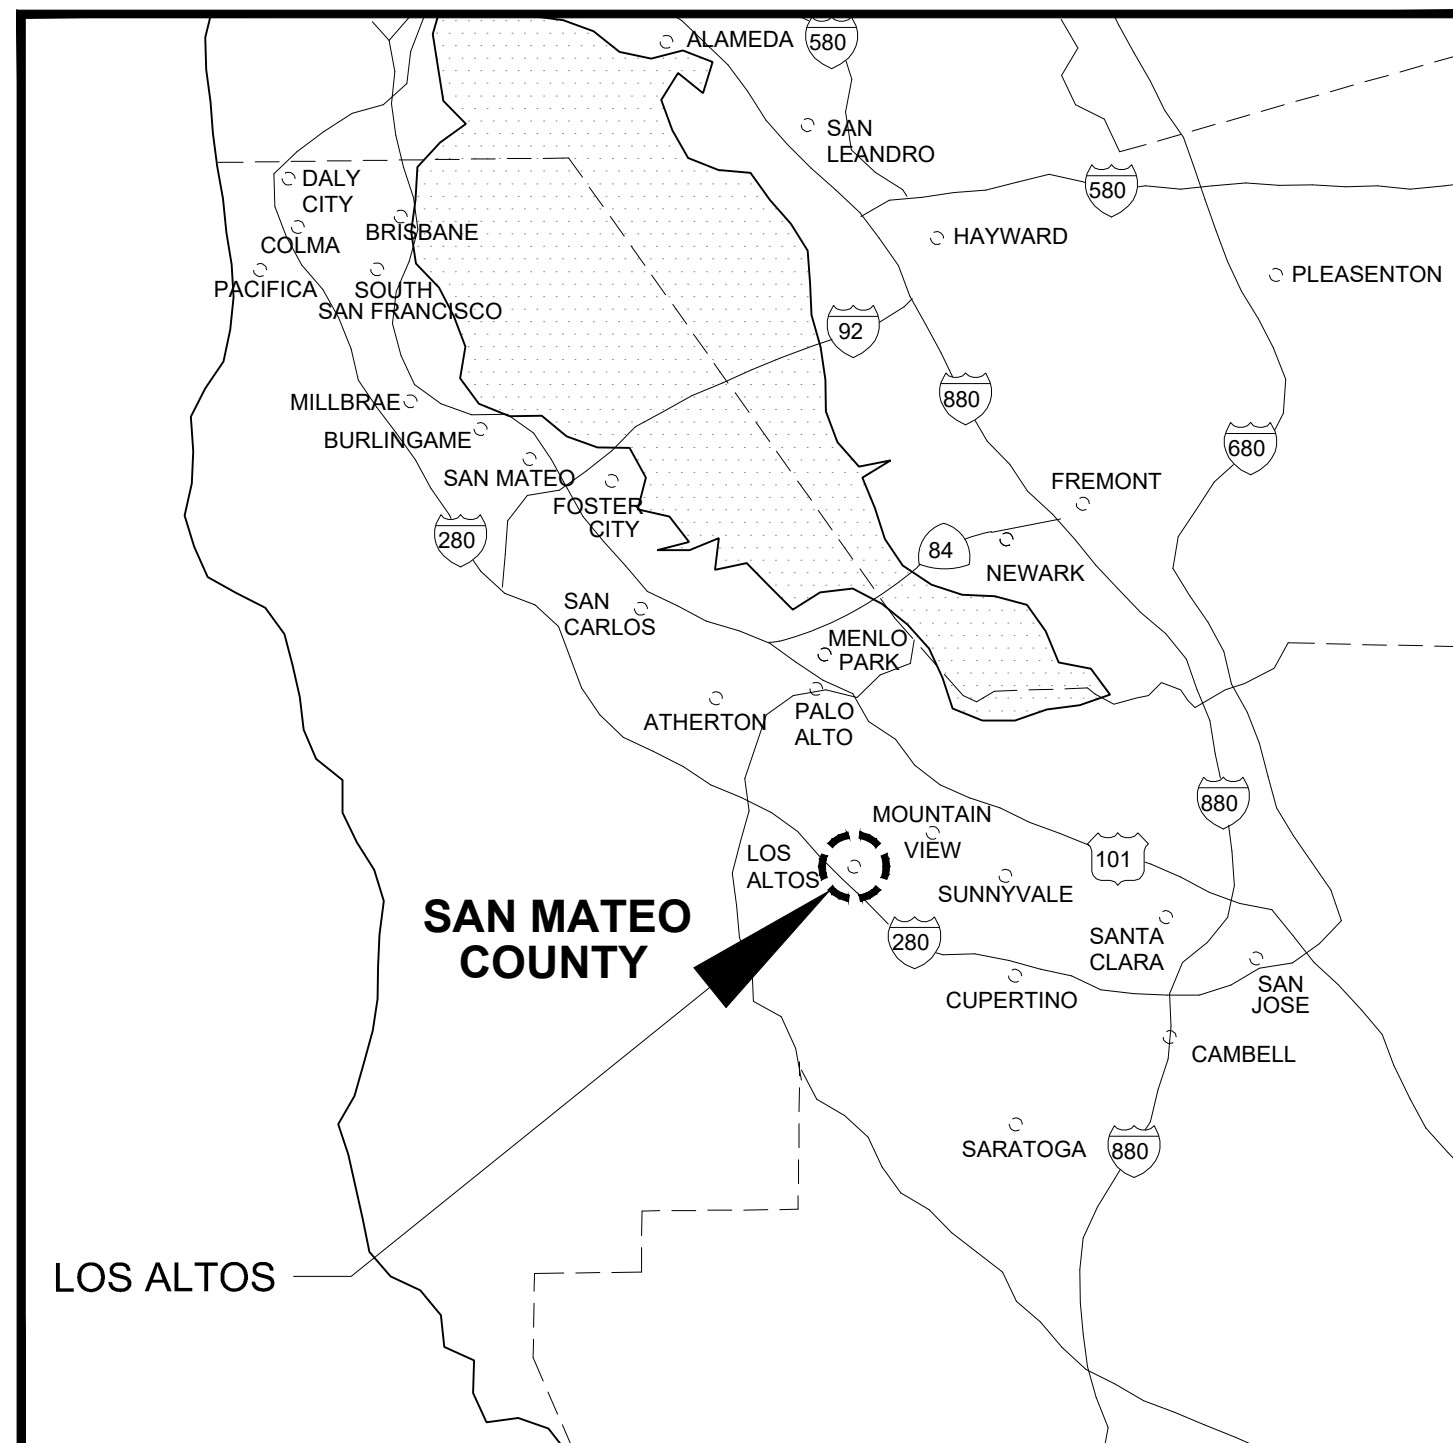 ALAMEDA
580
SAN
LEANDRO
DALY
CITY
580
BRISBANE
COLMA
HAYWARD
PACIFICA
SOUTH
SAN FRANCISCO
PLEASENTON
92
MILLBRAE
880
BURLINGAME
680
SAN MATEO
FREMONT
FOSTER
CITY
280
84
NEWARK
SAN
CARLOS
MENLO
PARK
ATHERTON
PALO
ALTO
880
MOUNTAIN
VIEW
LOS
ALTOS
101
SUNNYVALE
SAN MATEO
COUNTY
280
SANTA
CLARA
CUPERTINO
SAN
JOSE
CAMBELL
SARATOGA
880
LOS ALTOS